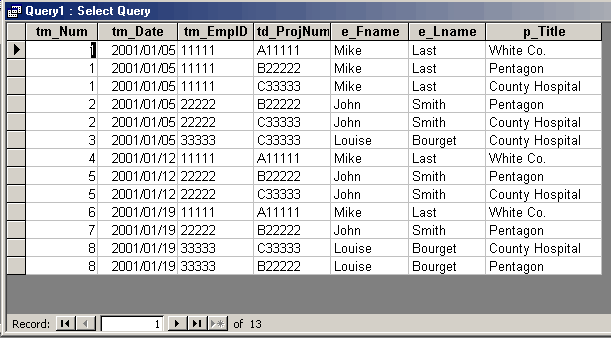 Query1 : Select Query
tm_Num tm_Date tm_EmpID td_ProjNum e_Fname e_Lname p_Title
1 2001/01/05 11111 A11111 Mike Last White Co.
1 2001/01/05 11111 B22222 Mike Last Pentagon
1 2001/01/05 11111 C33333 Mike Last County Hospital
2 2001/01/05 22222 B22222 John Smith Pentagon
2 2001/01/05 22222 C33333 John Smith County Hospital
3 2001/01/05 33333 C33333 Louise Bourget County Hospital
4 2001/01/12 11111 A11111 Mike Last White Co.
5 2001/01/12 22222 B22222 John Smith Pentagon
5 2001/01/12 22222 C33333 John Smith County Hospital
6 2001/01/19 11111 A11111 Mike Last White Co.
7 2001/01/19 22222 B22222 John Smith Pentagon
8 2001/01/19 33333 C33333 Louise Bourget County Hospital
8 2001/01/19 33333 B22222 Louise Bourget Pentagon
Record: 1 of 13